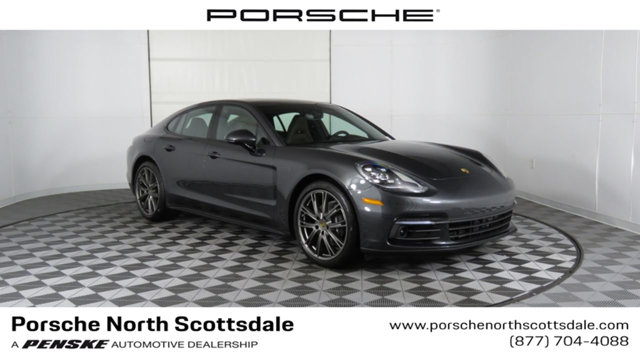 PORSCHE
Porsche North Scottsdale
A PENSKE AUTOMOTIVE DEALERSHIP
www.porschenorthscottsdale.com
(877) 704-4088